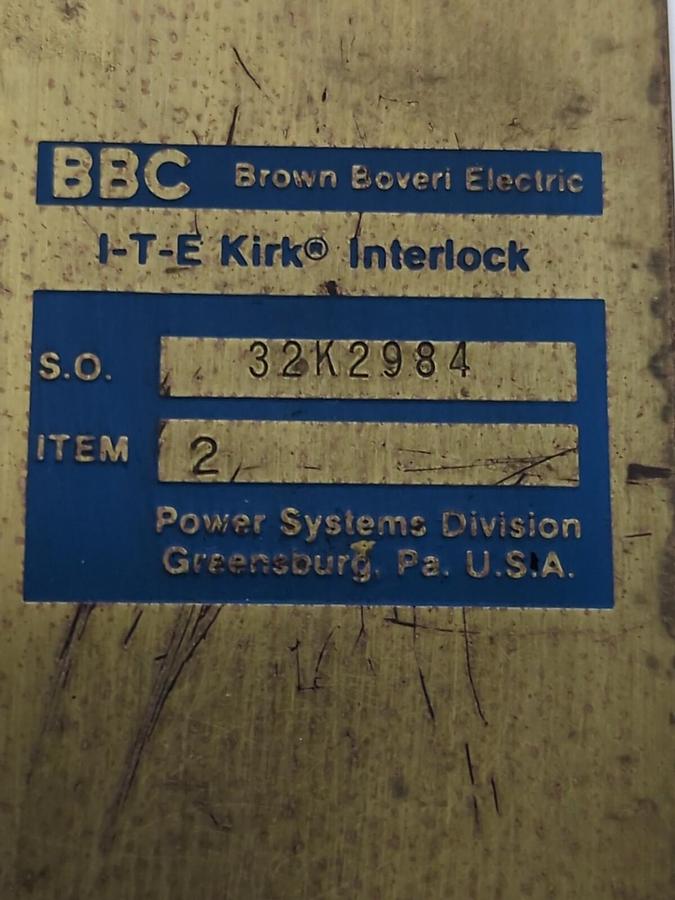 BBC Brown Boveri Electric
I-T-E Kirk® Interlock
S.O. 32K2984
ITEM 2
Power Systems Division
Greensburg, Pa. U.S.A.